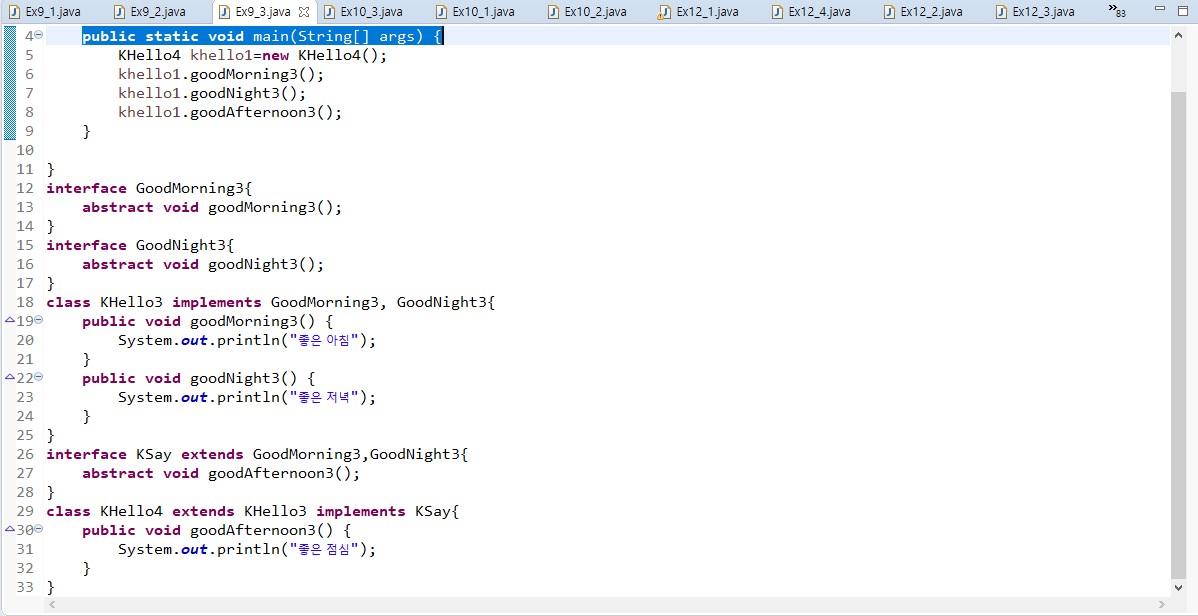 Ex9_1.java Ex9_2.java Ex9_3.java Ex10_3.java Ex10_1.java Ex10_2.java Ex12_1.java Ex12_4.java Ex12_2.java Ex12_3.java »83
4 public static void main(String[] args) {
5 KHello4 khello1=new KHello4();
6 khello1.goodMorning3();
7 khello1.goodNight3();
8 khello1.goodAfternoon3();
9 }
10
11 }
12 interface GoodMorning3{
13 abstract void goodMorning3();
14 }
15 interface GoodNight3{
16 abstract void goodNight3();
17 }
18 class KHello3 implements GoodMorning3, GoodNight3{
19 public void goodMorning3() {
20 System.out.println("좋은 아침");
21 }
22 public void goodNight3() {
23 System.out.println("좋은 저녁");
24 }
25 }
26 interface KSay extends GoodMorning3,GoodNight3{
27 abstract void goodAfternoon3();
28 }
29 class KHello4 extends KHello3 implements KSay{
30 public void goodAfternoon3() {
31 System.out.println("좋은 점심");
32 }
33 }